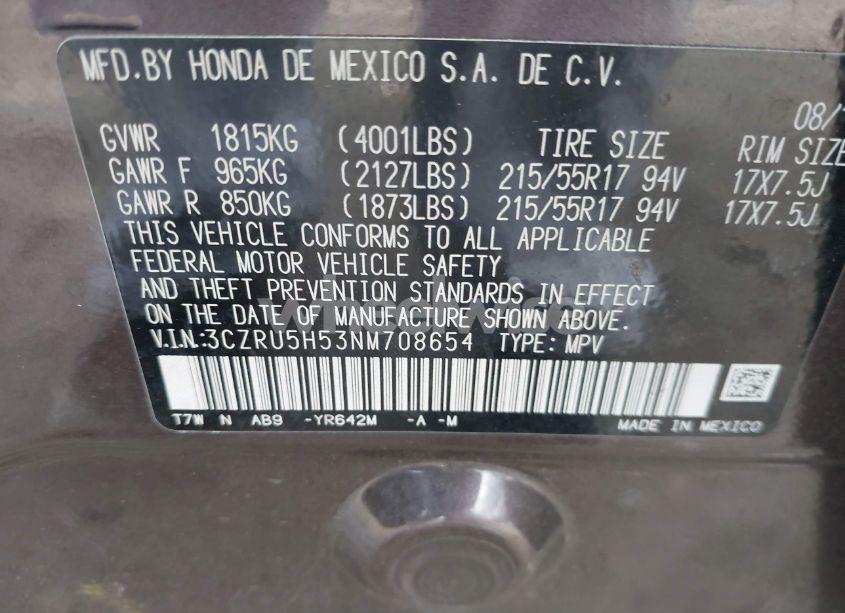 MFD.BY HONDA DE MEXICO S.A. DE C.V.
08/
GVWR 1815KG (4001LBS) TIRE SIZE RIM SIZE
GAWR F 965KG (2127LBS) 215/55R17 94V 17X7.5J
GAWR R 850KG (1873LBS) 215/55R17 94V 17X7.5J
THIS VEHICLE CONFORMS TO ALL APPLICABLE
FEDERAL MOTOR VEHICLE SAFETY
AND THEFT PREVENTION STANDARDS IN EFFECT
ON THE DATE OF MANUFACTURE SHOWN ABOVE.
V.I.N.:3CZRU5H53NM708654 TYPE: MPV
T7W N AB9 -YR642M -A -M MADE IN MEXICO